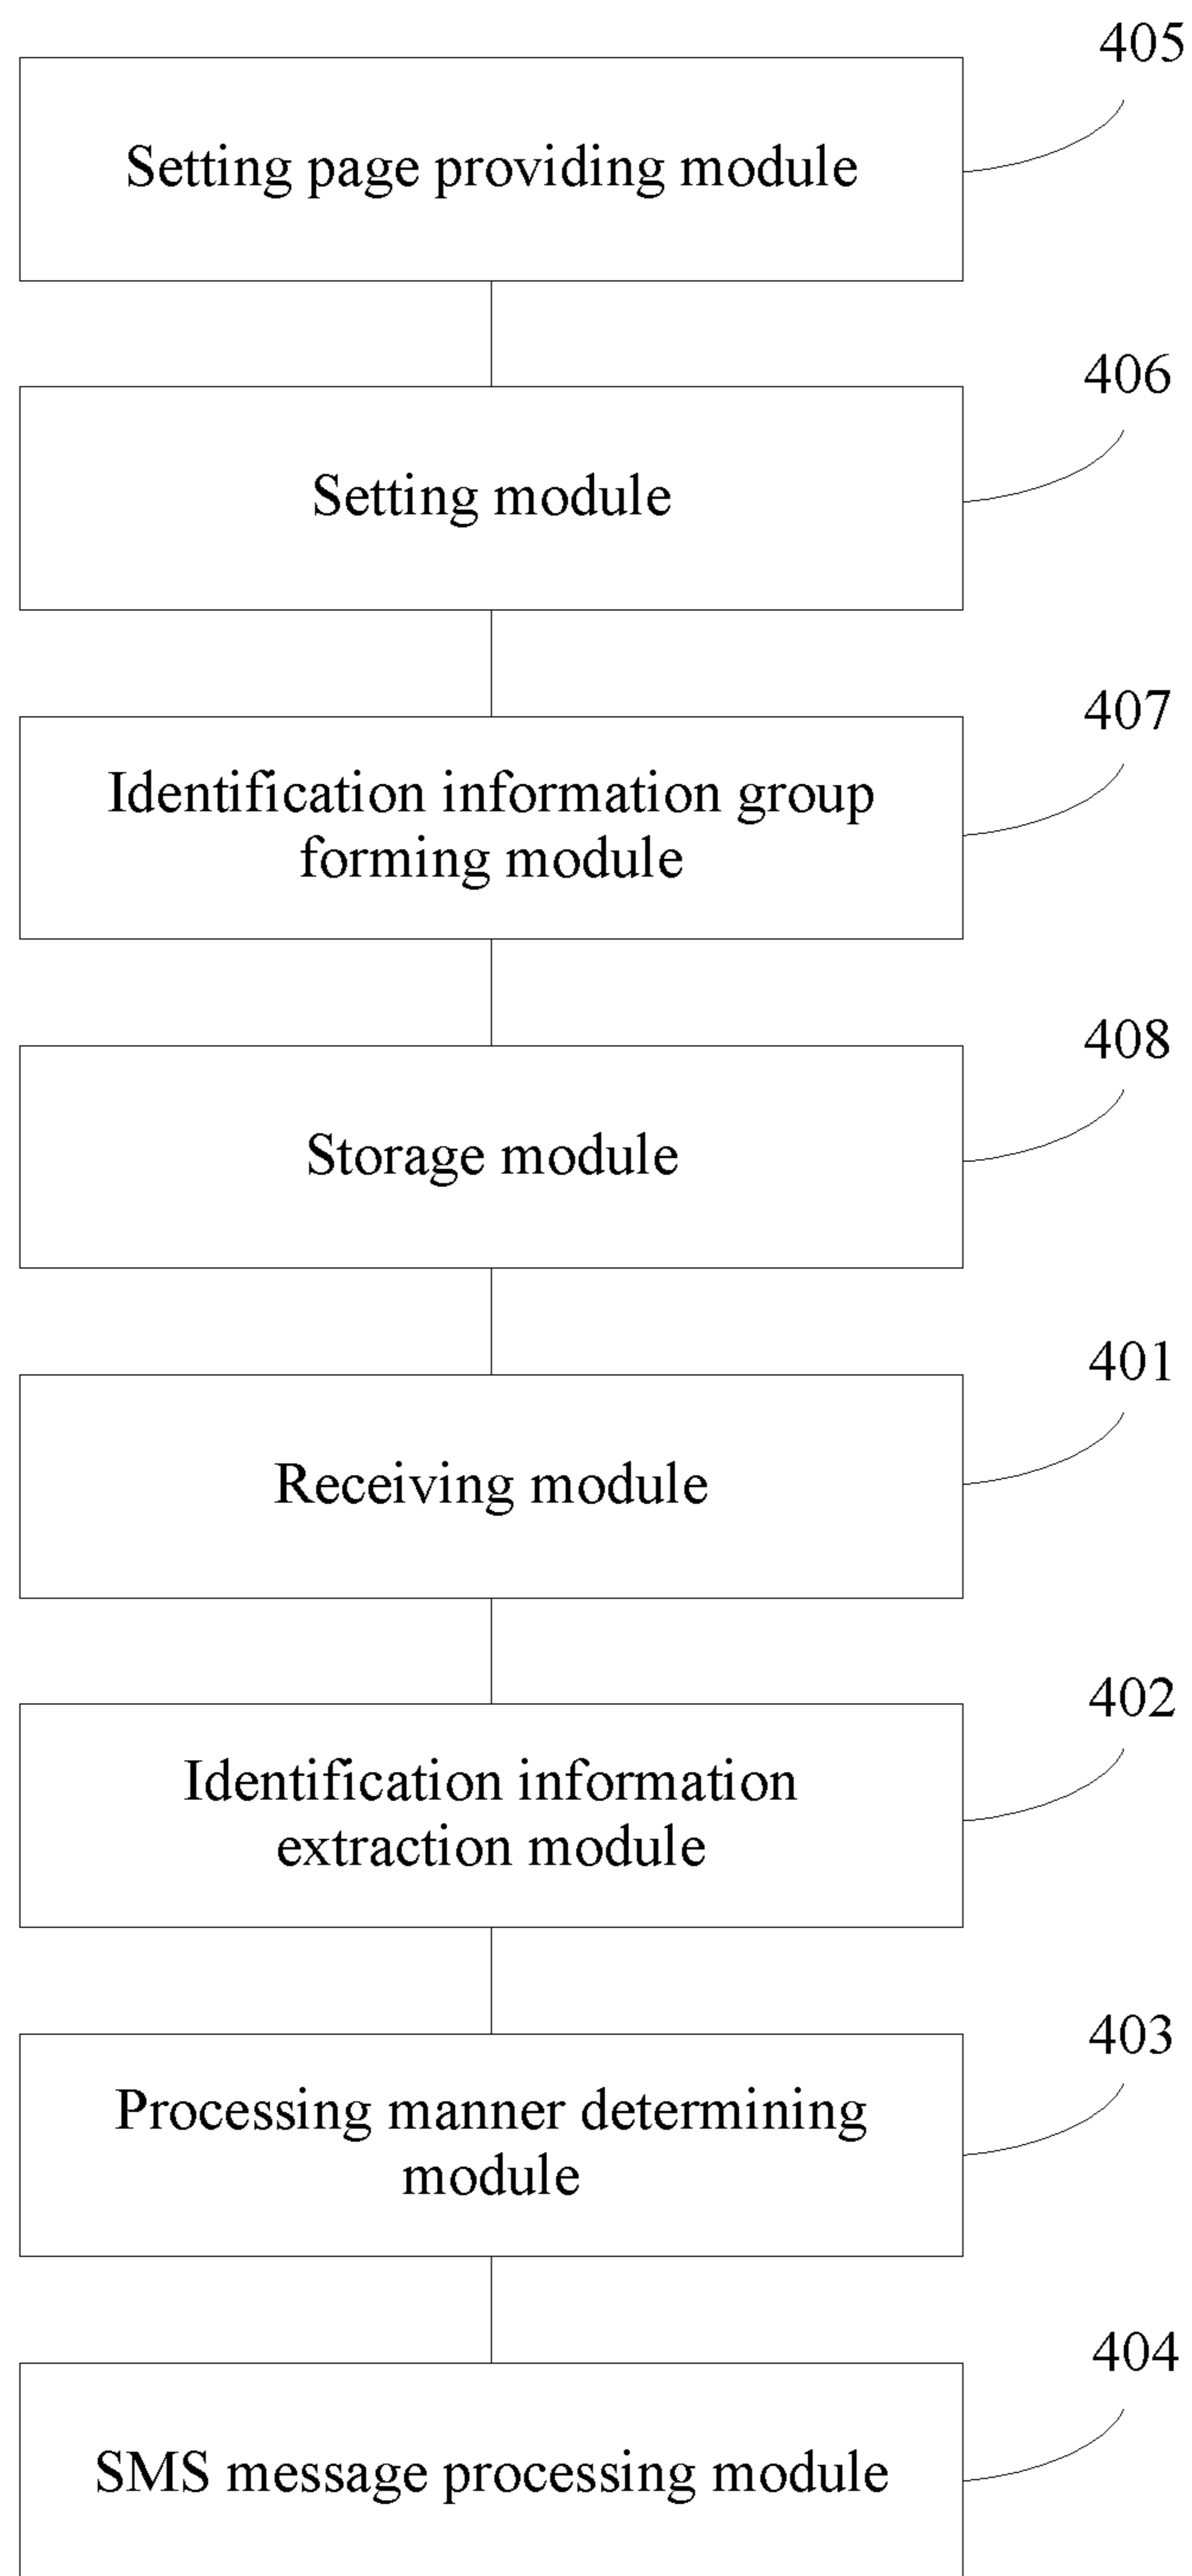 405
Setting page providing module
406
Setting module
407
Identification information group
forming module
408
Storage module
401
Receiving module
402
Identification information
extraction module
403
Processing manner determining
module
404
SMS message processing module